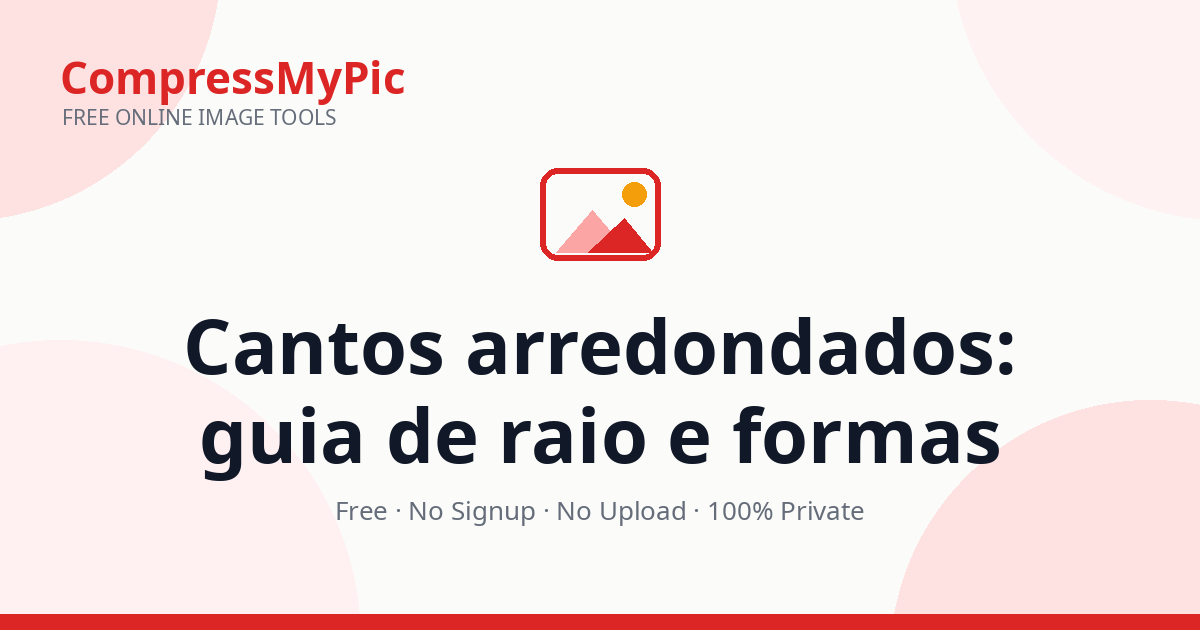 CompressMyPic
FREE ONLINE IMAGE TOOLS
Cantos arredondados:
guia de raio e formas
Free · No Signup · No Upload · 100% Private